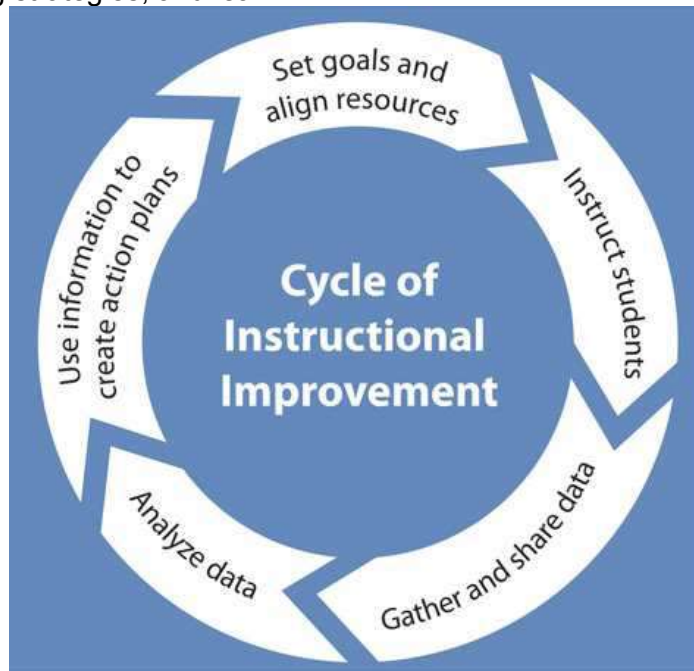 Set goals and
align resources
Instruct students
Gather and share data
Analyze data
Use information to
create action plans
Cycle of
Instructional
Improvement